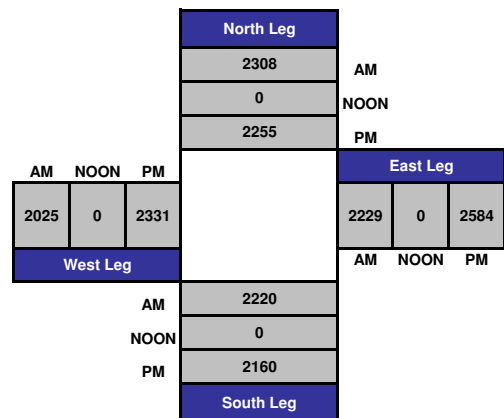 North Leg
2308 AM
0 NOON
2255 PM
AM NOON PM
East Leg
2025 0 2331
2229 0 2584
West Leg
AM NOON PM
AM 2220
NOON 0
PM 2160
South Leg